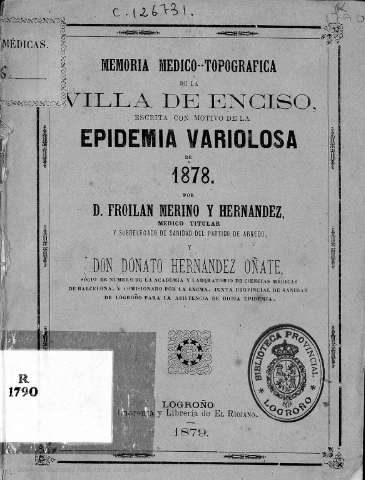 C. 126731.
R
MÉDICAS.
MEMORIA MEDICO--TOPOGRAFICA
DE LA
VILLA DE ENCISO,
ESCRITA CON MOTIVO DE LA
EPIDEMIA VARIOLOSA
DE
1878.
POR
D. FROILAN MERINO Y HERNANDEZ,
MEDICO TITULAR
Y SUBDELEGADO DE SANIDAD DEL PARTIDO DE ARNEDO,
Y
DON DONATO HERNANDEZ OÑATE,
SÓCIO DE NUMERO DE LA ACADEMIA Y LABORATORIO DE CIENCIAS MÉDICAS
DE BARCELONA, Y COMISIONADO POR LA EXCMA. JUNTA PROVINCIAL DE SANIDAD
DE LOGROÑO PARA LA ASISTENCIA DE DICHA EPIDEMIA.
BIBLIOTECA PROVINCIAL
LOGROÑO
R
1790
LOGROÑO
Imprenta y Librería de EL RIOJANO.
1879.